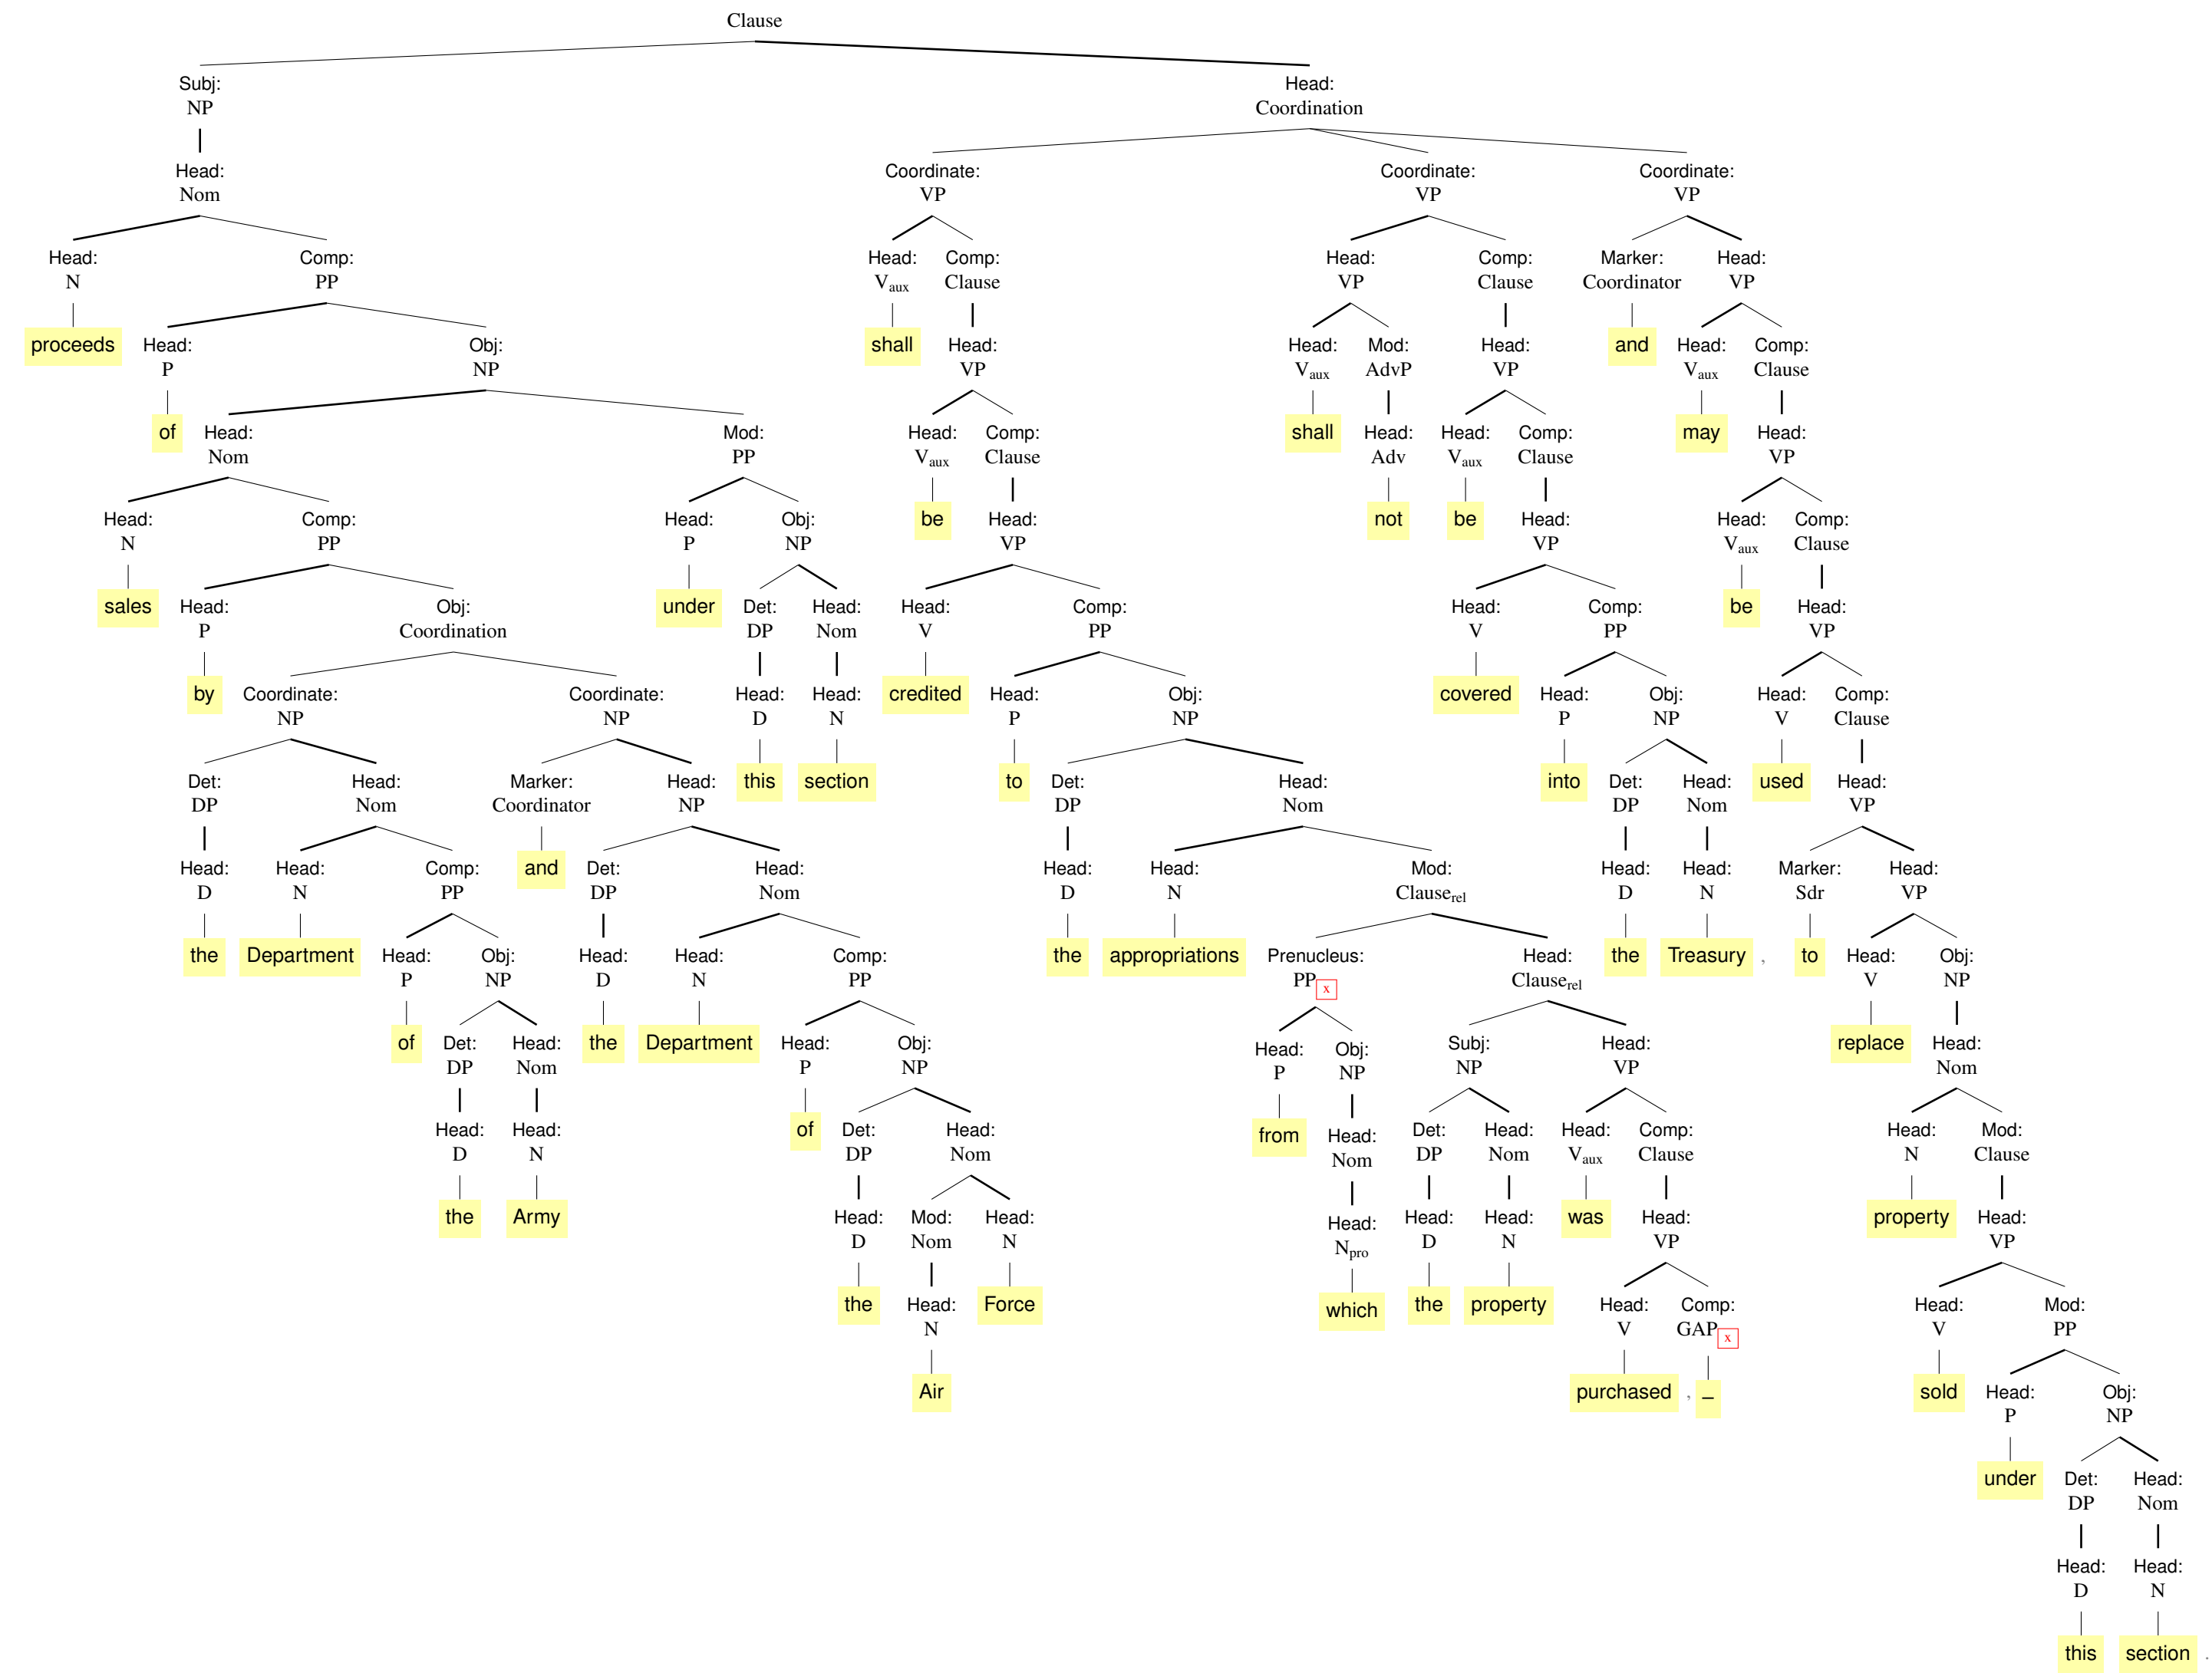 Clause
Subj: Head:
NP Coordination
Head: Coordinate: Coordinate: Coordinate:
Nom VP VP VP
Head: Comp: Head: Comp: Head: Comp: Marker: Head:
N PP Vaux Clause VP Clause Coordinator VP
proceeds Head: Obj: shall Head: Head: Mod: Head: and Head: Comp:
P NP VP Vaux AdvP VP Vaux Clause
of Head: Mod: Head: Comp: shall Head: Head: Comp: may Head:
Nom PP Vaux Clause Adv Vaux Clause VP
Head: Comp: Head: Obj: be Head: not be Head: Head: Comp:
N PP P NP VP VP Vaux Clause
sales Head: Obj: under Det: Head: Head: Comp: Head: Comp: be Head:
P Coordination DP Nom V PP V PP VP
by Coordinate: Coordinate: Head: Head: credited Head: Obj: covered Head: Obj: Head: Comp:
NP NP D N P NP P NP V Clause
Det: Head: Marker: Head: this section to Det: Head: into Det: Head: used Head:
DP Nom Coordinator NP DP Nom DP Nom VP
Head: Head: Comp: and Det: Head: Head: Head: Mod: Head: Head: Marker: Head:
D N PP DP Nom D N Clauserel D N Sdr VP
the Department Head: Obj: Head: Head: Comp: the appropriations Prenucleus: Head: the Treasury , to Head: Obj:
P NP D N PP PP x Clauserel V NP
of Det: Head: the Department Head: Obj: Head: Obj: Subj: Head: replace Head:
DP Nom P NP P NP NP VP Nom
Head: Head: of Det: Head: from Head: Det: Head: Head: Comp: Head: Mod:
D N DP Nom Nom DP Nom Vaux Clause N Clause
the Army Head: Mod: Head: Head: Head: Head: was Head: property Head:
D Nom N Npro D N VP VP
the Head: Force which the property Head: Comp: Head: Mod:
N V GAP x V PP
Air purchased , – sold Head: Obj:
P NP
under Det: Head:
DP Nom
Head: Head:
D N
this section .